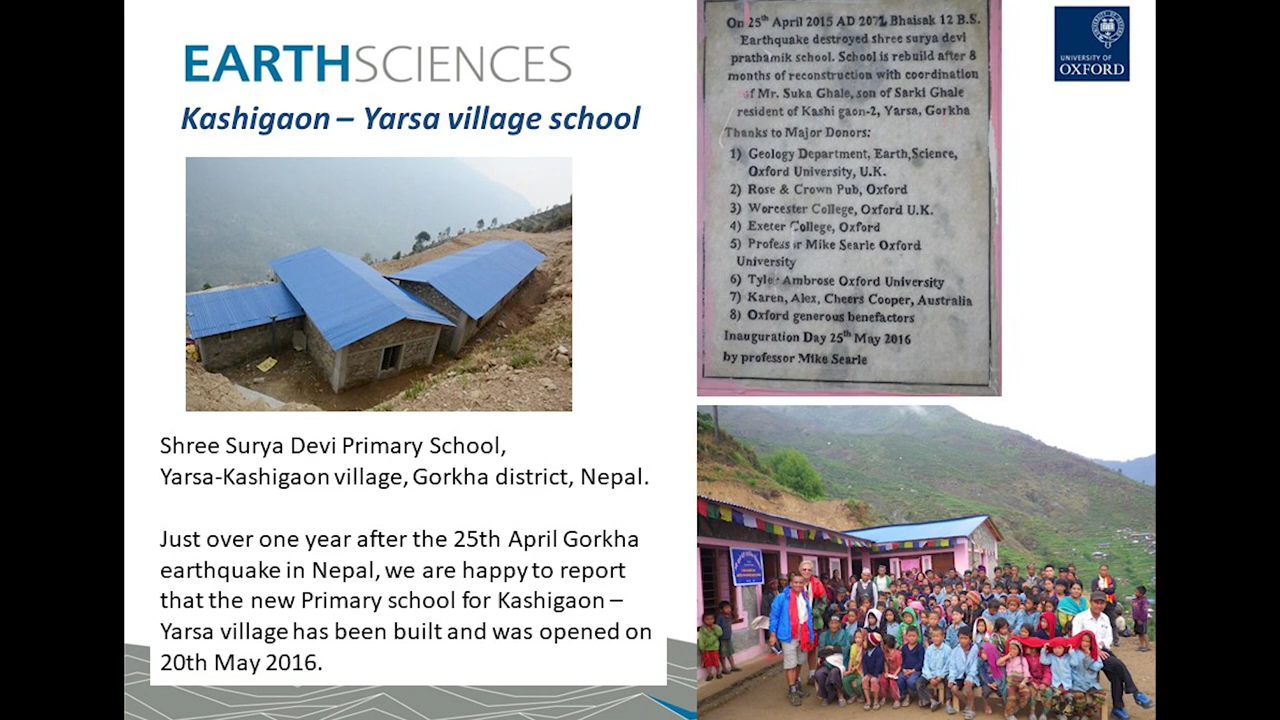 EARTHSCIENCES
Kashigaon – Yarsa village school
Shree Surya Devi Primary School,
Yarsa-Kashigaon village, Gorkha district, Nepal.
Just over one year after the 25th April Gorkha
earthquake in Nepal, we are happy to report
that the new Primary school for Kashigaon –
Yarsa village has been built and was opened on
20th May 2016.
On 25th April 2015 AD 2072 Bhaisak 12 B.S.
Earthquake destroyed shree surya devi
prathamik school. School is rebuild after 8
months of reconstruction with coordination
of Mr. Suka Ghale, son of Sarki Ghale
resident of Kashi gaon-2, Yarsa, Gorkha
Thanks to Major Donors:
1) Geology Department, Earth,Science,
Oxford University, U.K.
2) Rose & Crown Pub, Oxford
3) Worcester College, Oxford U.K.
4) Exeter College, Oxford
5) Professor Mike Searle Oxford
University
6) Tyler Ambrose Oxford University
7) Karen, Alex, Cheers Cooper, Australia
8) Oxford generous benefactors
Inauguration Day 25th May 2016
by professor Mike Searle
UNIVERSITY OF
OXFORD